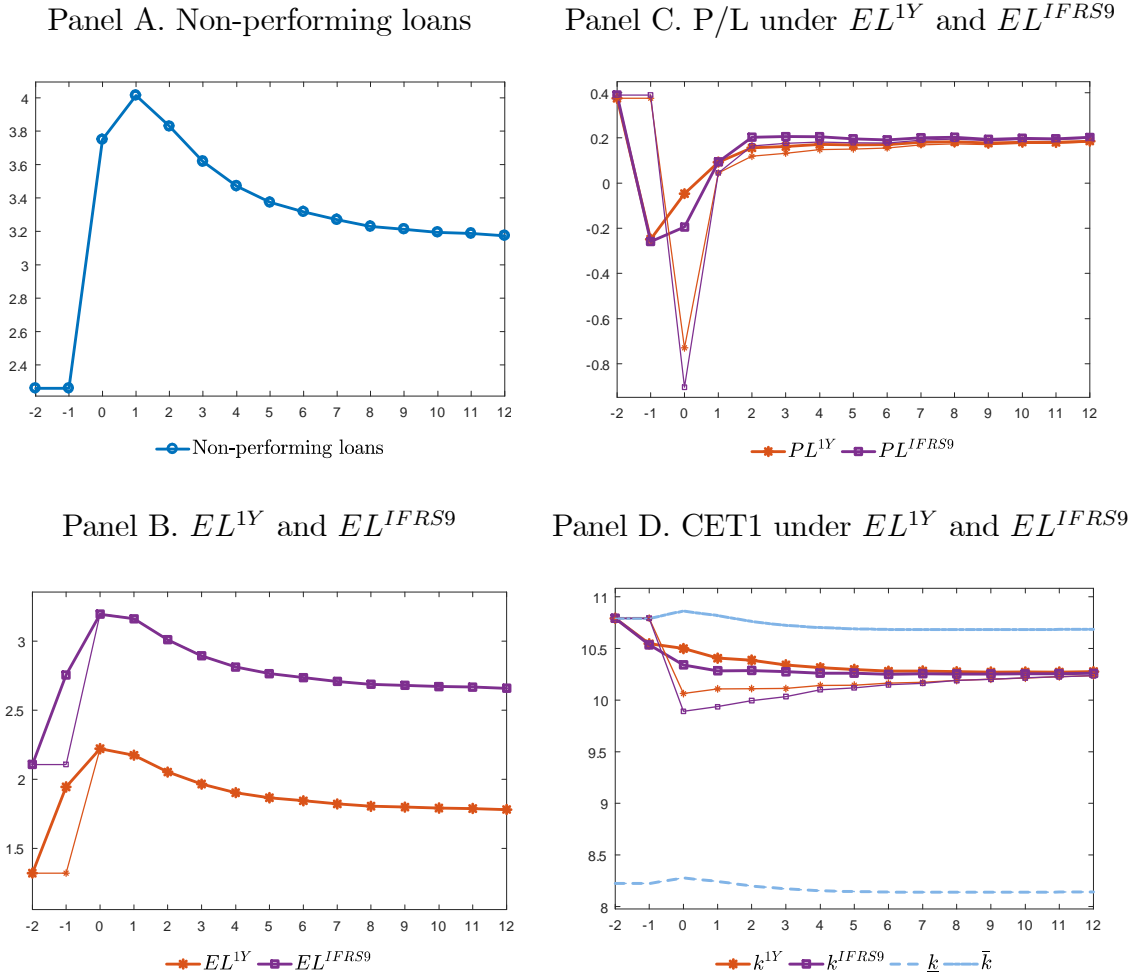 Panel A. Non-performing loans
4
3.8
3.6
3.4
3.2
3
2.8
2.6
2.4
-2 -1 0 1 2 3 4 5 6 7 8 9 10 11 12
Non-performing loans
Panel C. P/L under EL^{1Y} and EL^{IFRS9}
0.4
0.2
0
-0.2
-0.4
-0.6
-0.8
-2 -1 0 1 2 3 4 5 6 7 8 9 10 11 12
PL^{1Y} PL^{IFRS9}
Panel B. EL^{1Y} and EL^{IFRS9}
3
2.5
2
1.5
-2 -1 0 1 2 3 4 5 6 7 8 9 10 11 12
EL^{1Y} EL^{IFRS9}
Panel D. CET1 under EL^{1Y} and EL^{IFRS9}
11
10.5
10
9.5
9
8.5
8
-2 -1 0 1 2 3 4 5 6 7 8 9 10 11 12
k^{1Y} k^{IFRS9} k̲ k̄